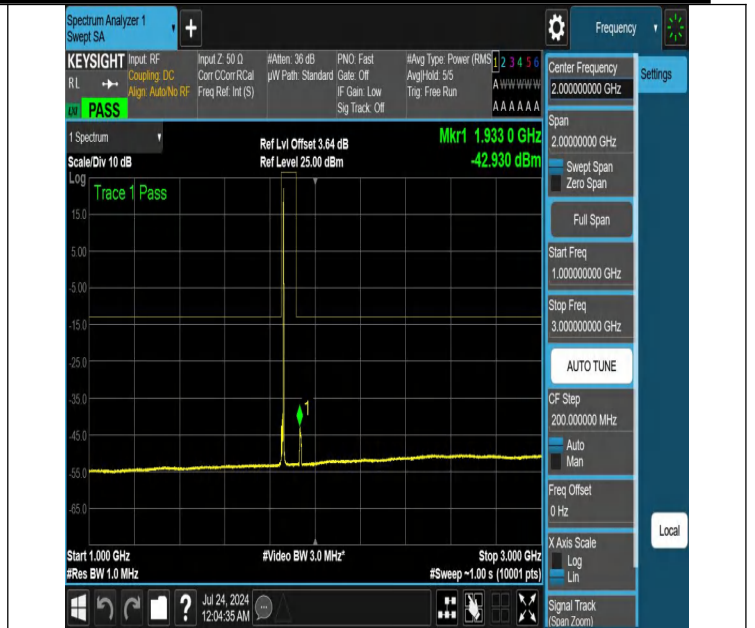 Spectrum Analyzer 1
Swept SA
+
Frequency
KEYSIGHT
RL
PASS
Input: RF
Coupling: DC
Align: Auto/No RF
Input Z: 50 Ω
Corr CCorr RCal
Freq Ref: Int (S)
#Atten: 36 dB
µW Path: Standard
PNO: Fast
Gate: Off
IF Gain: Low
Sig Track: Off
#Avg Type: Power (RMS
Avg|Hold: 5/5
Trig: Free Run
1 2 3 4 5 6
A W W W W W
A A A A A A
1 Spectrum
Scale/Div 10 dB
Ref Lvl Offset 3.64 dB
Ref Level 25.00 dBm
Mkr1 1.933 0 GHz
-42.930 dBm
Log
Trace 1 Pass
15.0
5.00
-5.00
-15.0
-25.0
-35.0
-45.0
-55.0
-65.0
1
Start 1.000 GHz
#Res BW 1.0 MHz
#Video BW 3.0 MHz*
Stop 3.000 GHz
#Sweep ~1.00 s (10001 pts)
Jul 24, 2024
12:04:35 AM
?
Center Frequency
2.000000000 GHz
Settings
Span
2.00000000 GHz
Swept Span
Zero Span
Full Span
Start Freq
1.000000000 GHz
Stop Freq
3.000000000 GHz
AUTO TUNE
CF Step
200.000000 MHz
Auto
Man
Freq Offset
0 Hz
X Axis Scale
Log
Lin
Local
Signal Track
(Span Zoom)